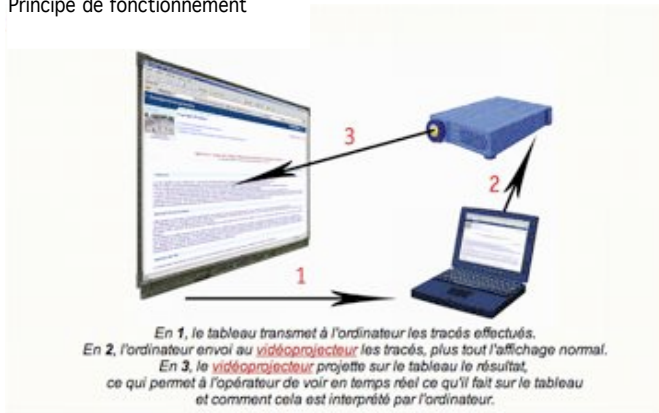 Principe de fonctionnement
3
2
1
En 1, le tableau transmet à l'ordinateur les tracés effectués.
En 2, l'ordinateur envoi au vidéoprojecteur les tracés, plus tout l'affichage normal.
En 3, le vidéoprojecteur projette sur le tableau le résultat,
ce qui permet à l'opérateur de voir en temps réel ce qu'il fait sur le tableau
et comment cela est interprété par l'ordinateur.